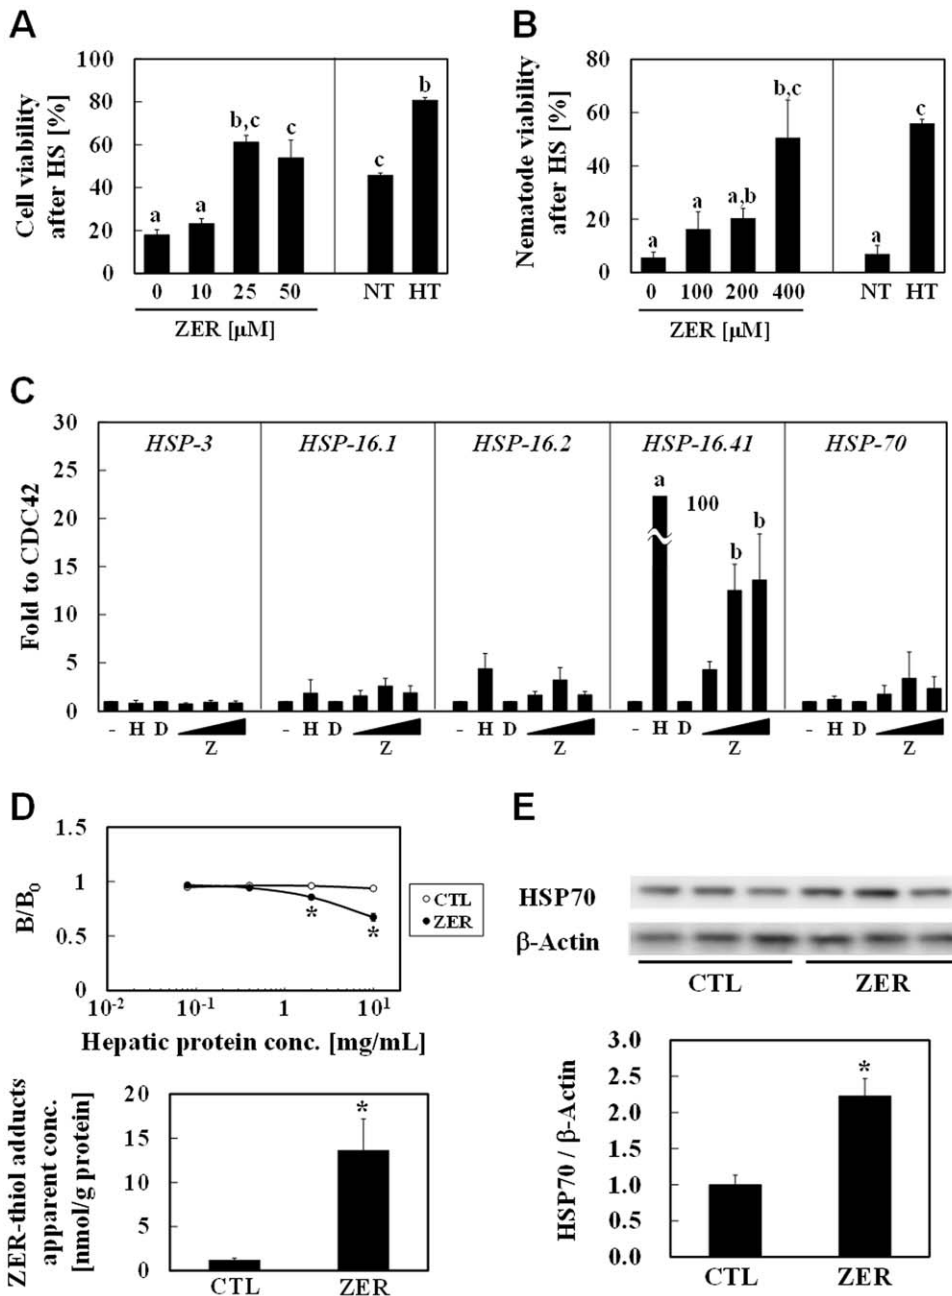 A
Cell viability
after HS [%]
100
80
60
40
20
0
a
a
b,c
c
c
b
0 10 25 50 NT HT
ZER [μM]
B
Nematode viability
after HS [%]
80
60
40
20
0
a
a
a,b
b,c
a
c
0 100 200 400 NT HT
ZER [μM]
C
Fold to CDC42
30
25
20
15
10
5
0
HSP-3 HSP-16.1 HSP-16.2 HSP-16.41 HSP-70
a
100
b
b
- H D - H D - H D - H D - H D
Z Z Z Z Z
D
B/B0
1.5
1
0.5
0
*
*
CTL
ZER
10-2 10-1 1 101
Hepatic protein conc. [mg/mL]
ZER-thiol adducts
apparent conc.
[nmol/g protein]
20
15
10
5
0
*
CTL ZER
E
HSP70
β-Actin
CTL ZER
HSP70 / β-Actin
3.0
2.5
2.0
1.5
1.0
0.5
0.0
*
CTL ZER